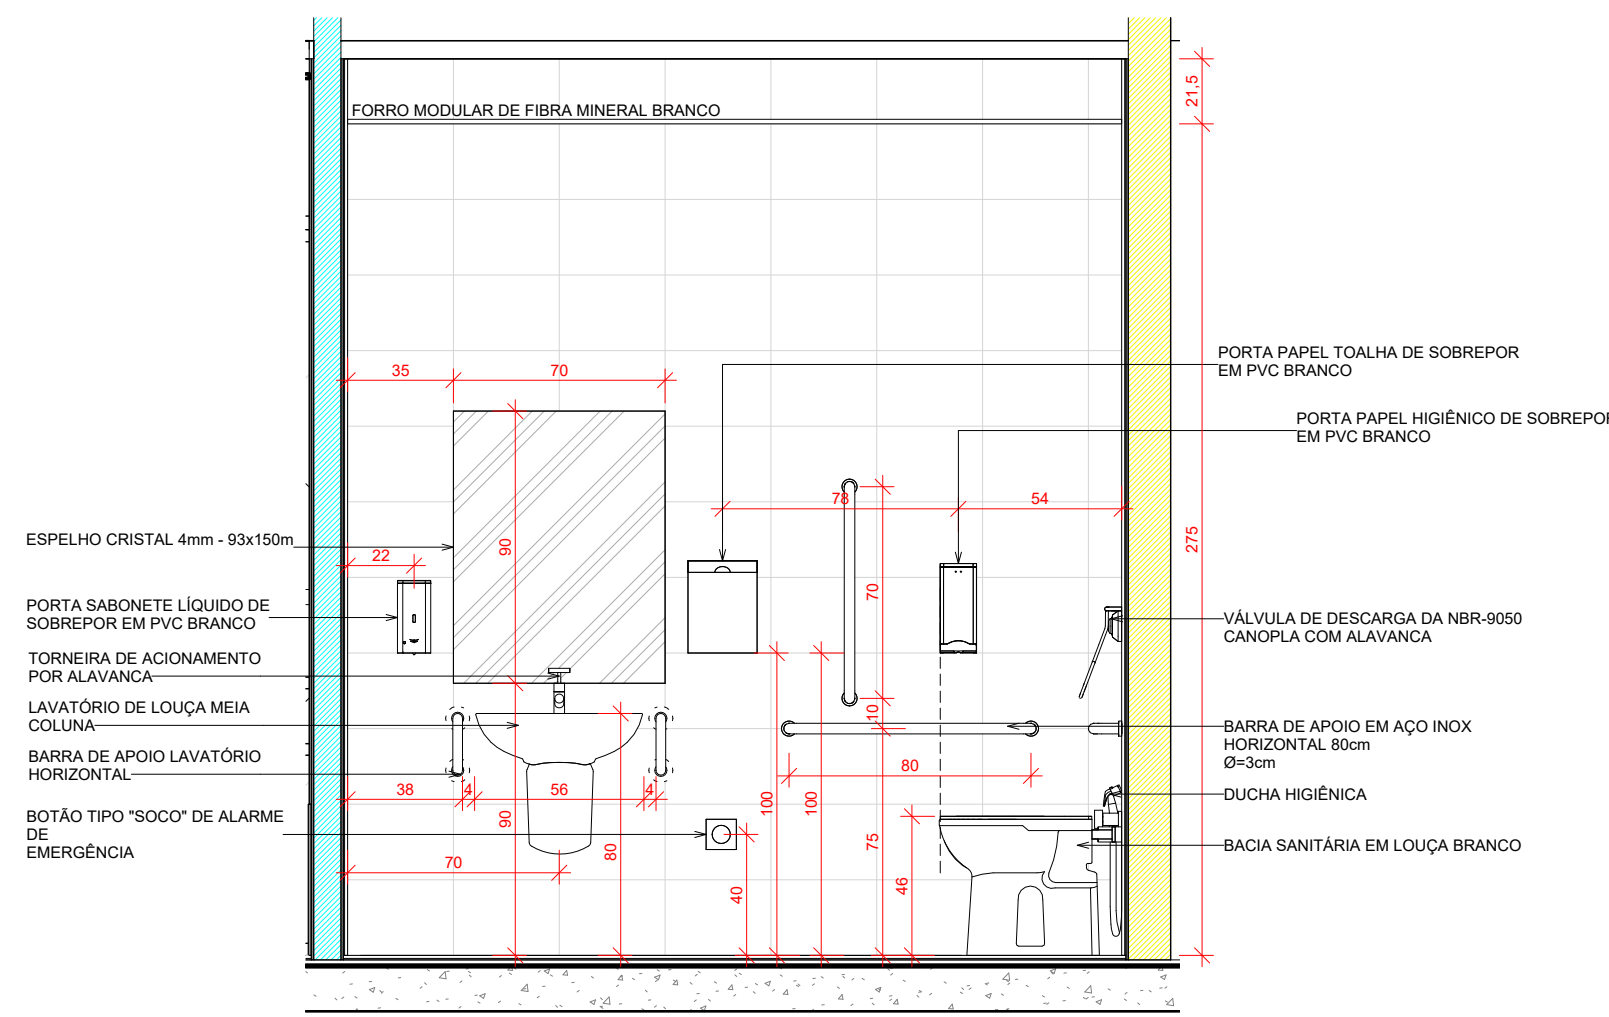 FORRO MODULAR DE FIBRA MINERAL BRANCO
21,5
275
35
70
PORTA PAPEL TOALHA DE SOBREPOR
EM PVC BRANCO
PORTA PAPEL HIGIÊNICO DE SOBREPOR
EM PVC BRANCO
78
54
ESPELHO CRISTAL 4mm - 93x150m
22
90
70
PORTA SABONETE LÍQUIDO DE
SOBREPOR EM PVC BRANCO
VÁLVULA DE DESCARGA DA NBR-9050
CANOPLA COM ALAVANCA
TORNEIRA DE ACIONAMENTO
POR ALAVANCA
LAVATÓRIO DE LOUÇA MEIA
COLUNA
10
BARRA DE APOIO EM AÇO INOX
HORIZONTAL 80cm
Ø=3cm
BARRA DE APOIO LAVATÓRIO
HORIZONTAL
80
38
4
56
4
100
100
DUCHA HIGIÊNICA
BOTÃO TIPO "SOCO" DE ALARME
DE
EMERGÊNCIA
90
80
75
BACIA SANITÁRIA EM LOUÇA BRANCO
70
40
46